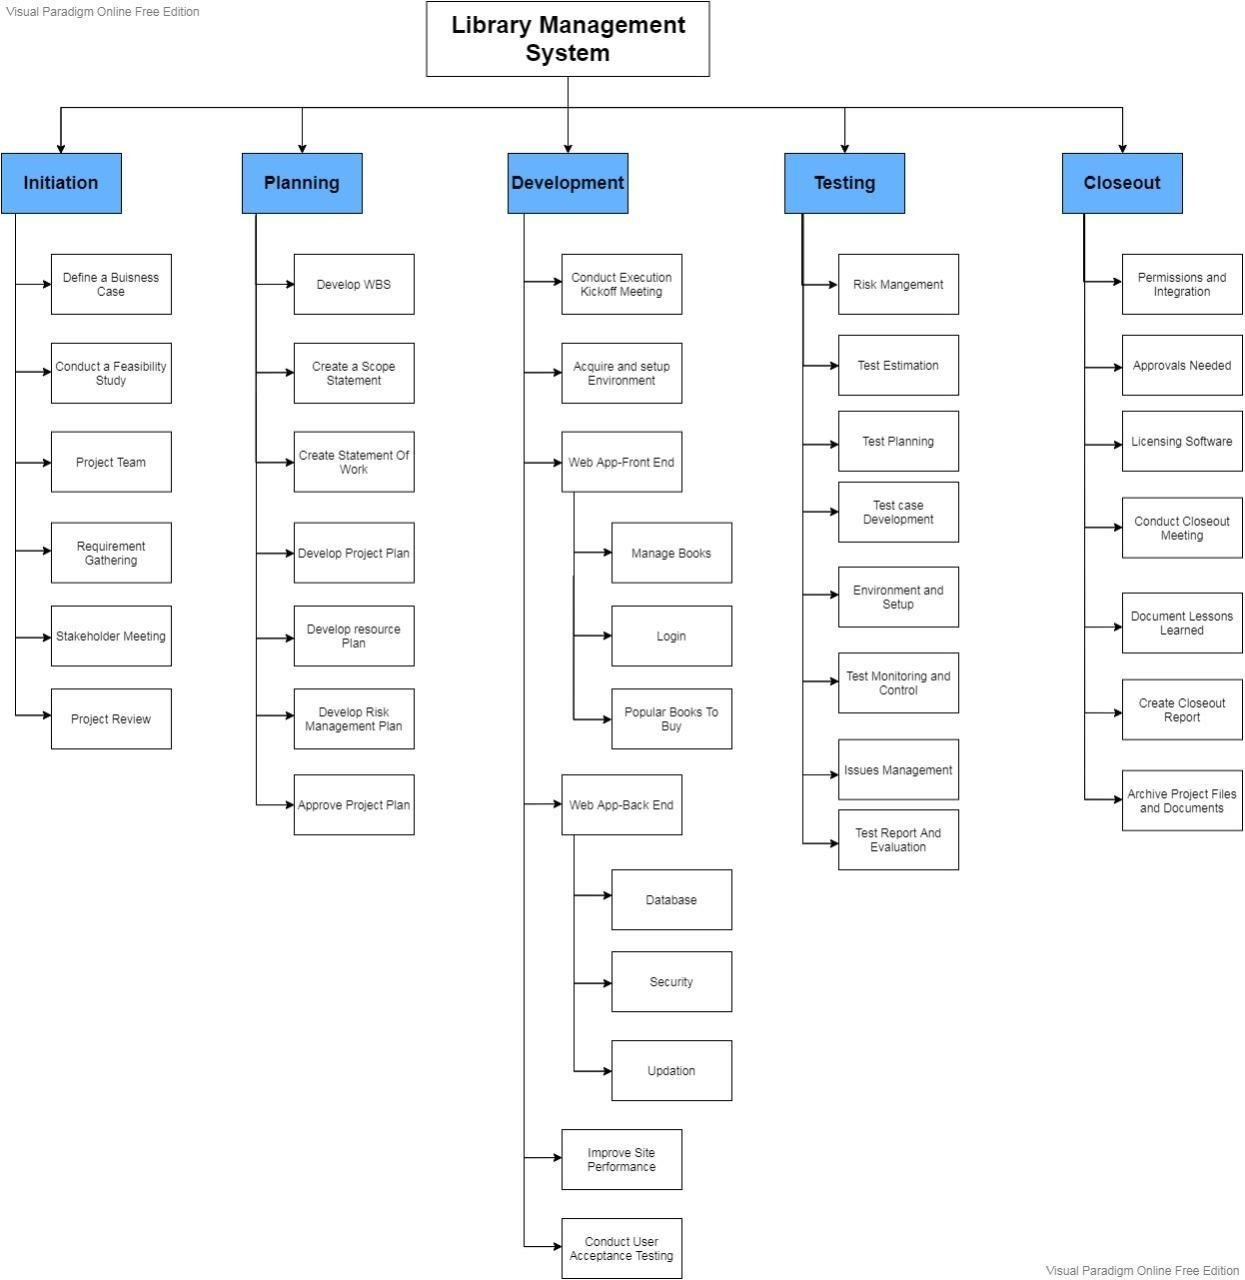 Visual Paradigm Online Free Edition
Library Management
System
Initiation
Planning
Development
Testing
Closeout
Define a Buisness
Case
Conduct a Feasibility
Study
Project Team
Requirement
Gathering
Stakeholder Meeting
Project Review
Develop WBS
Create a Scope
Statement
Create Statement Of
Work
Develop Project Plan
Develop resource
Plan
Develop Risk
Management Plan
Approve Project Plan
Conduct Execution
Kickoff Meeting
Acquire and setup
Environment
Web App-Front End
Manage Books
Login
Popular Books To
Buy
Web App-Back End
Database
Security
Updation
Improve Site
Performance
Conduct User
Acceptance Testing
Risk Mangement
Test Estimation
Test Planning
Test case
Development
Environment and
Setup
Test Monitoring and
Control
Issues Management
Test Report And
Evaluation
Permissions and
Integration
Approvals Needed
Licensing Software
Conduct Closeout
Meeting
Document Lessons
Learned
Create Closeout
Report
Archive Project Files
and Documents
Visual Paradigm Online Free Edition